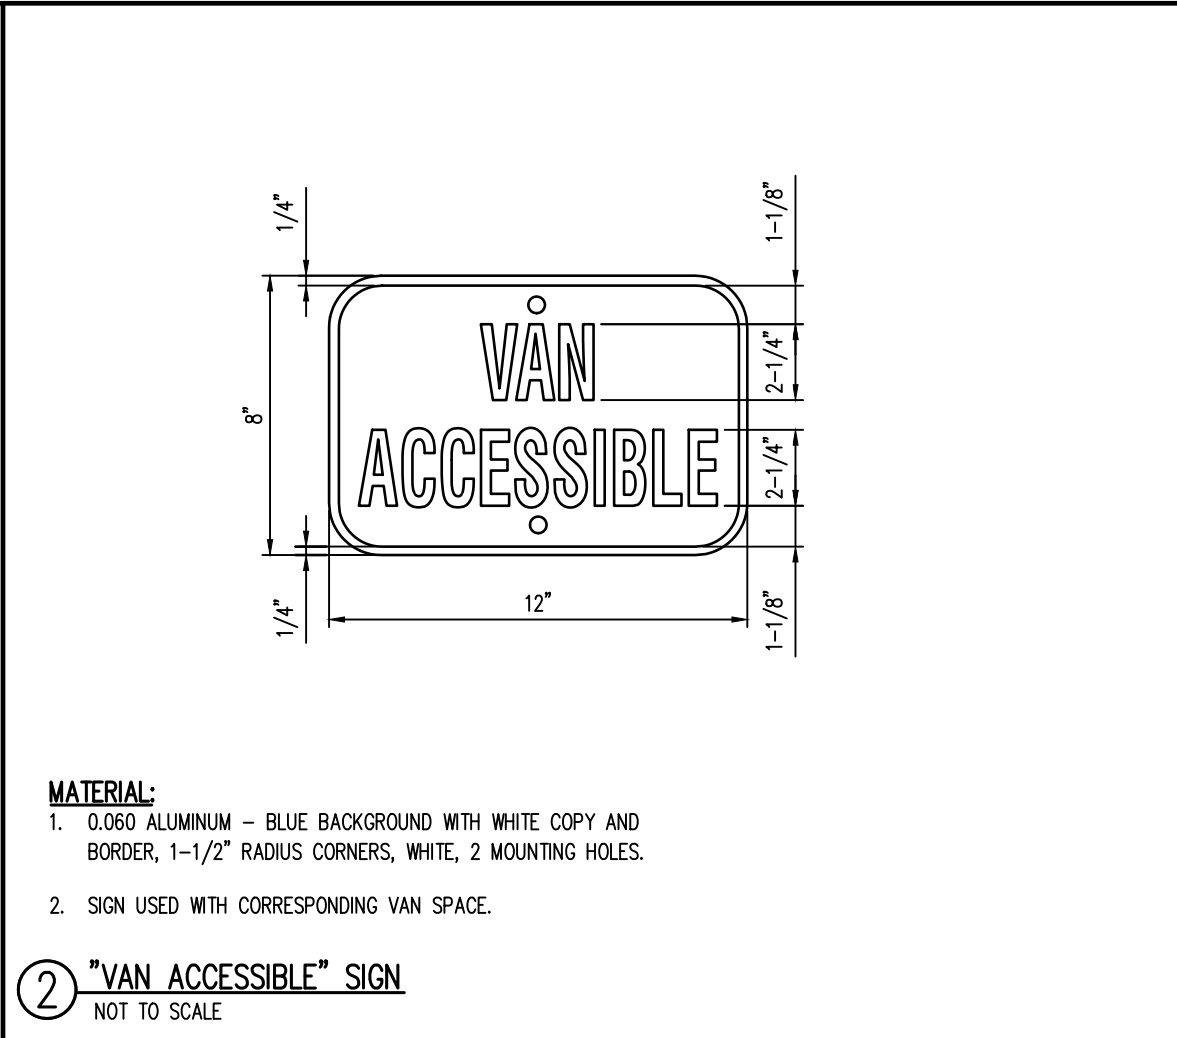 1/4”
1-1/8”
VAN
2-1/4”
8”
ACCESSIBLE
2-1/4”
12”
1/4”
1-1/8”
MATERIAL:
1. 0.060 ALUMINUM – BLUE BACKGROUND WITH WHITE COPY AND
BORDER, 1-1/2” RADIUS CORNERS, WHITE, 2 MOUNTING HOLES.
2. SIGN USED WITH CORRESPONDING VAN SPACE.
2 ”VAN ACCESSIBLE” SIGN
NOT TO SCALE